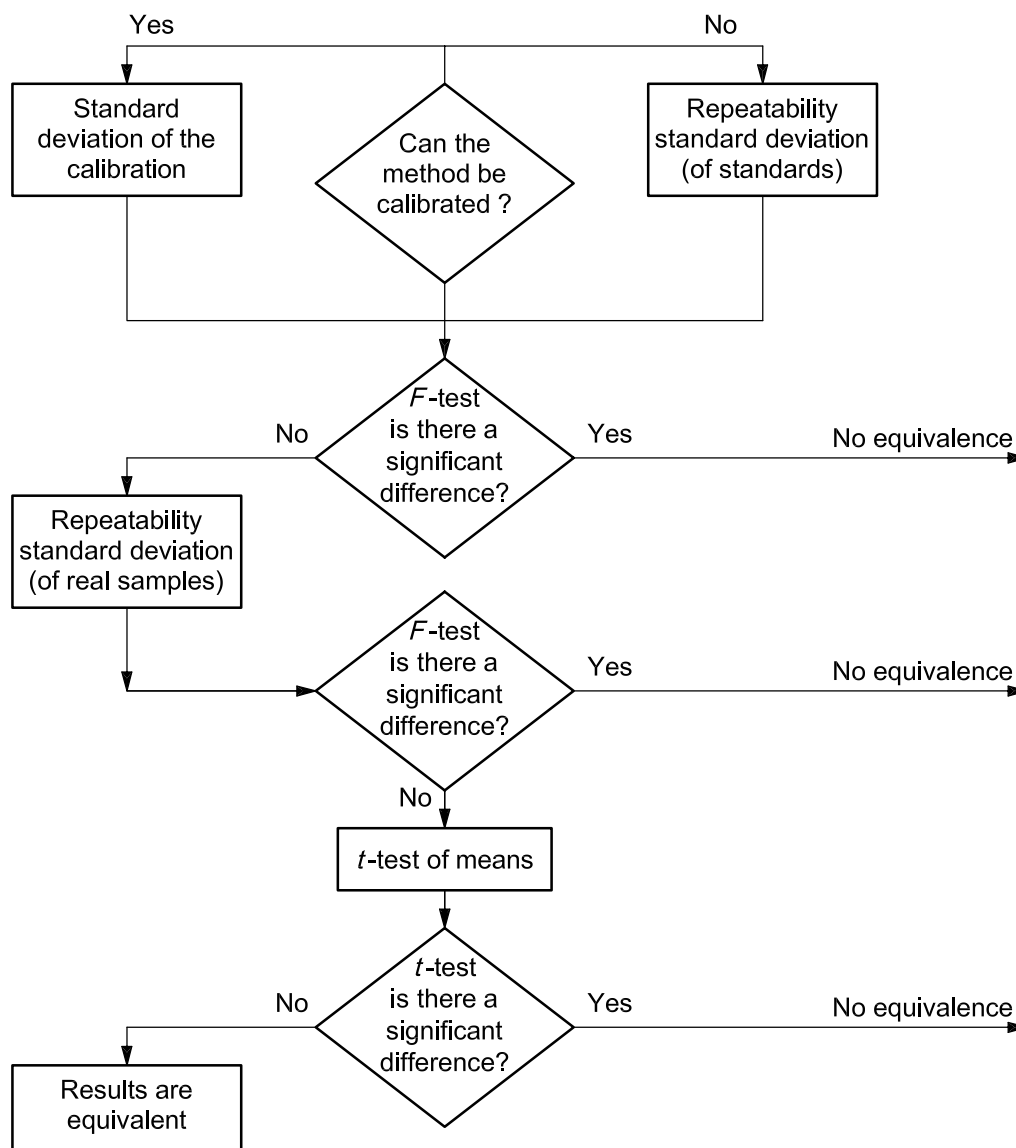 Yes
No
Standard
deviation of the
calibration
Can the
method be
calibrated ?
Repeatability
standard deviation
(of standards)
F-test
is there a
significant
difference?
No
Yes
No equivalence
Repeatability
standard deviation
(of real samples)
F-test
is there a
significant
difference?
Yes
No equivalence
No
t-test of means
t-test
is there a
significant
difference?
No
Yes
No equivalence
Results are
equivalent